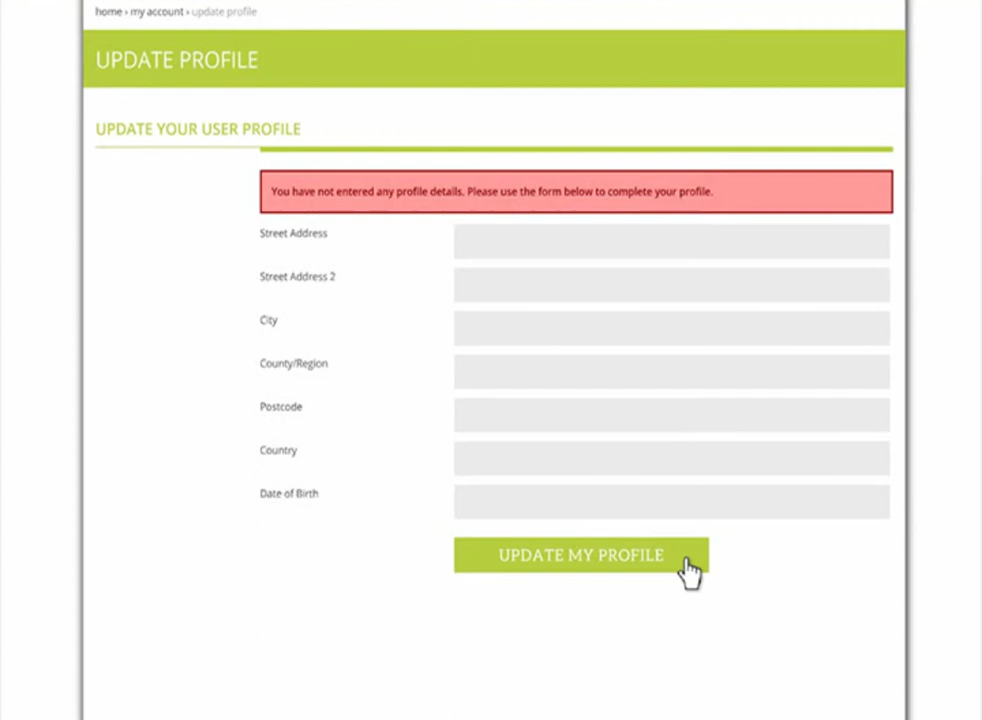 home › my account › update profile
UPDATE PROFILE
UPDATE YOUR USER PROFILE
You have not entered any profile details. Please use the form below to complete your profile.
Street Address
Street Address 2
City
County/Region
Postcode
Country
Date of Birth
UPDATE MY PROFILE